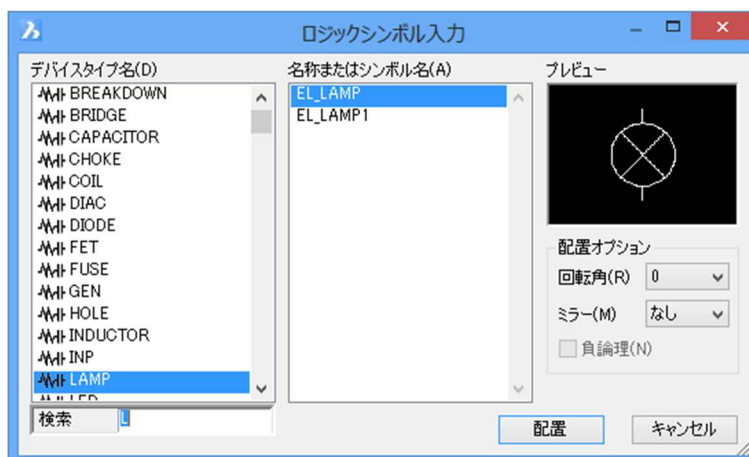 ロジックシンボル入力
デバイスタイプ名(D)
BREAKDOWN
BRIDGE
CAPACITOR
CHOKE
COIL
DIAC
DIODE
FET
FUSE
GEN
HOLE
INDUCTOR
INP
LAMP
LED
検索 L
名称またはシンボル名(A)
EL_LAMP
EL_LAMP1
プレビュー
配置オプション
回転角(R) 0
ミラー(M) なし
負論理(N)
配置 キャンセル